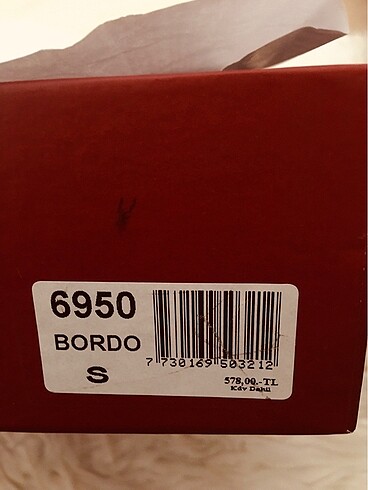 6950
BORDO
S
7 730169 503212
578,00.-TL
Kdv Dahil